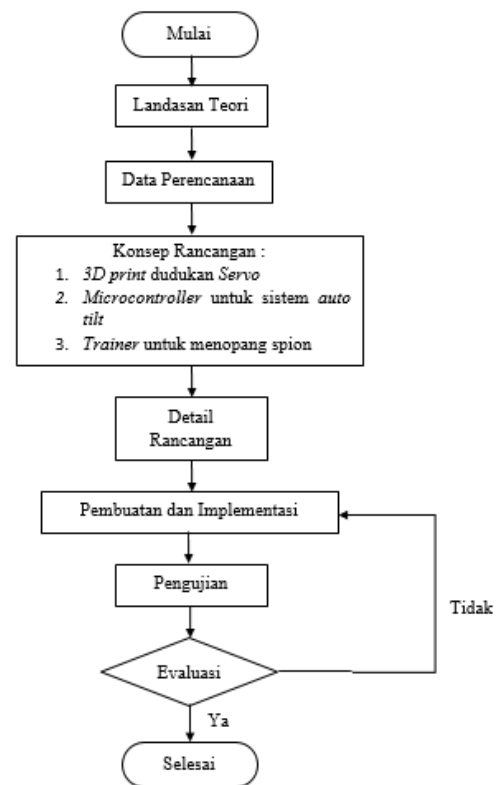 Mulai
Landasan Teori
Data Perencanaan
Konsep Rancangan :
1. 3D print dudukan Servo
2. Microcontroller untuk sistem auto
tilt
3. Trainer untuk menopang spion
Detail
Rancangan
Pembuatan dan Implementasi
Pengujian
Tidak
Evaluasi
Ya
Selesai